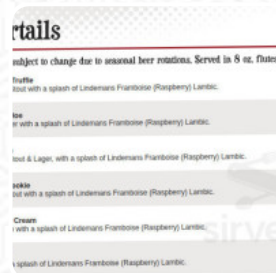 rtails
subject to change due to seasonal beer rotations. Served in 8 oz. flutes
Truffle
tout with a splash of Lindemans Framboise (Raspberry) Lambic.
er with a splash of Lindemans Framboise (Raspberry) Lambic.
tout & Lager, with a splash of Lindemans Framboise (Raspberry) Lambic.
ookie
out with a splash of Lindemans Framboise (Raspberry) Lambic.
Cream
with a splash of Lindemans Framboise (Raspberry) Lambic.
sirve
splash of Lindemans Framboise (Raspberry) Lambic.